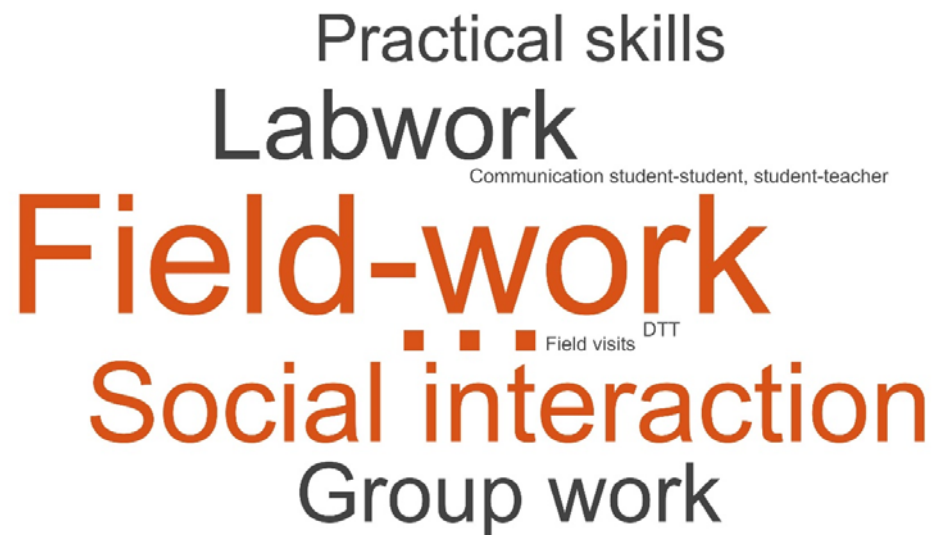 Practical skills
Labwork
Communication student-student, student-teacher
Field-work
DTT
... Field visits
Social interaction
Group work